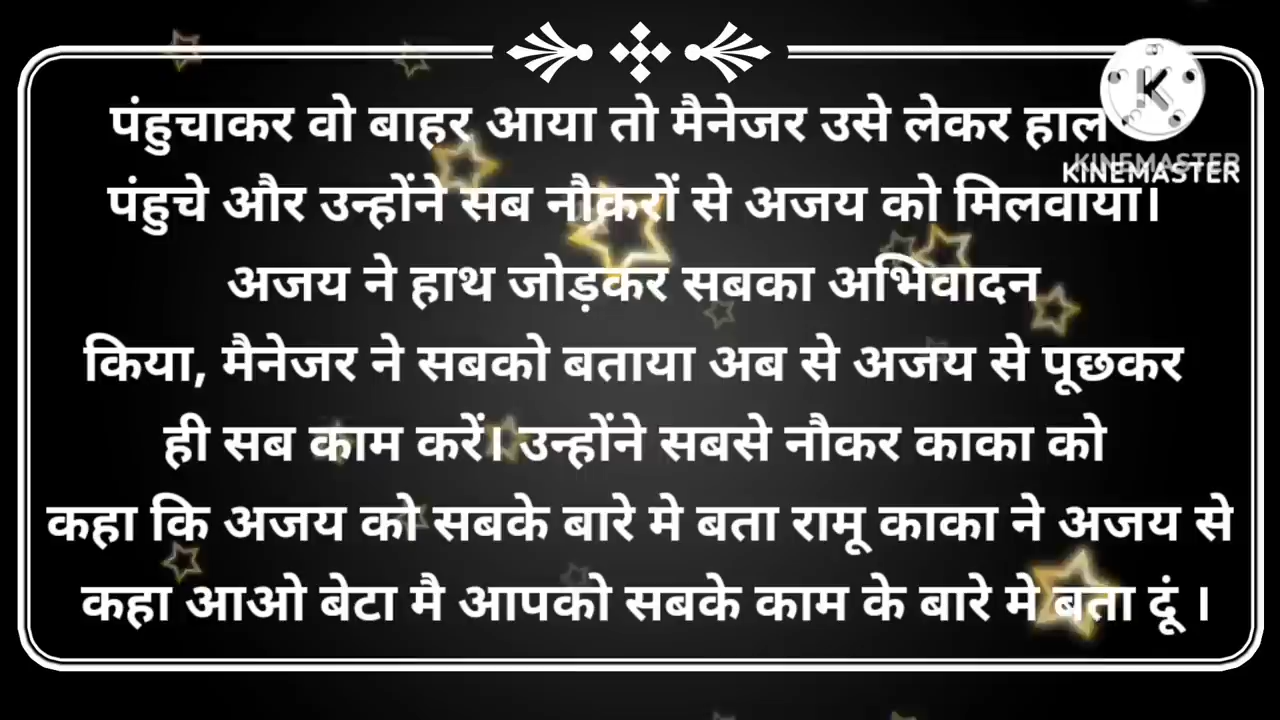 पंहुचाकर वो बाहर आया तो मैनेजर उसे लेकर हाल
पंहुचे और उन्होंने सब नौकरों से अजय को मिलवाया।
अजय ने हाथ जोड़कर सबका अभिवादन
किया, मैनेजर ने सबको बताया अब से अजय से पूछकर
ही सब काम करें। उन्होंने सबसे नौकर काका को
कहा कि अजय को सबके बारे मे बता रामू काका ने अजय से
कहा आओ बेटा मै आपको सबके काम के बारे मे बता दूं ।
K
KINEMASTER